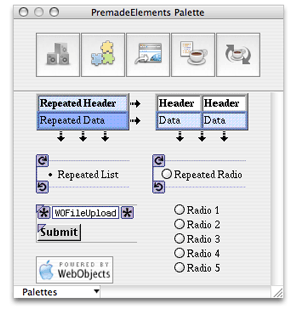 PremadeElements Palette
Repeated Header
Header Header
Repeated Data
Data Data
Repeated List
Repeated Radio
WOFileUpload
Submit
Radio 1
Radio 2
Radio 3
Radio 4
Radio 5
POWERED BY
WebObjects
Palettes